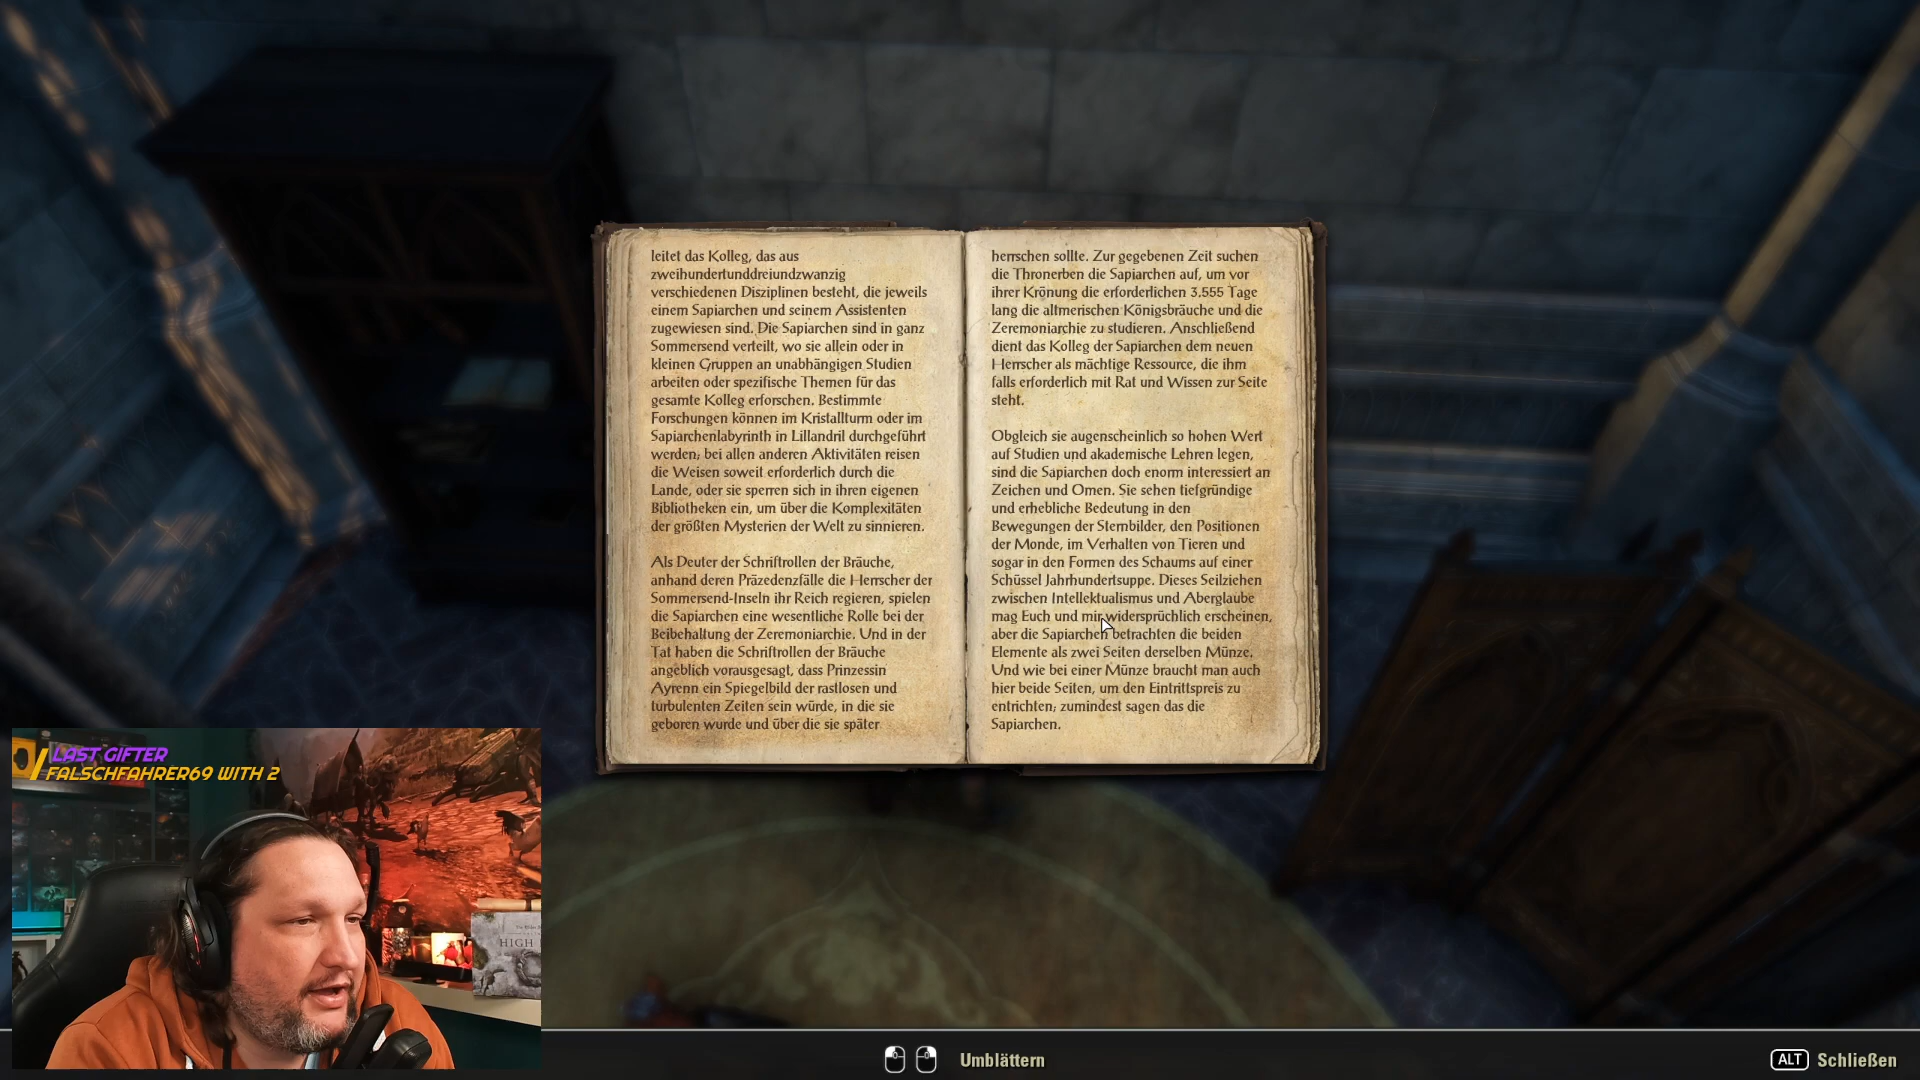 leitet das Kolleg, das aus
zweihundertunddreiundzwanzig
verschiedenen Disziplinen besteht, die jeweils
einem Sapiarchen und seinem Assistenten
zugewiesen sind. Die Sapiarchen sind in ganz
Sommersend verteilt, wo sie allein oder in
kleinen Gruppen an unabhängigen Studien
arbeiten oder spezifische Themen für das
gesamte Kolleg erforschen. Bestimmte
Forschungen können im Kristallturm oder im
Sapiarchenlabyrinth in Lillandril durchgeführt
werden; bei allen anderen Aktivitäten reisen
die Weisen soweit erforderlich durch die
Lande, oder sie sperren sich in ihren eigenen
Bibliotheken ein, um über die Komplexitäten
der größten Mysterien der Welt zu sinnieren.
Als Deuter der Schriftrollen der Bräuche,
anhand deren Präzedenzfälle die Herrscher der
Sommersend-Inseln ihr Reich regieren, spielen
die Sapiarchen eine wesentliche Rolle bei der
Beibehaltung der Zeremoniarchie. Und in der
Tat haben die Schriftrollen der Bräuche
angeblich vorausgesagt, dass Prinzessin
Ayrenn ein Spiegelbild der rastlosen und
turbulenten Zeiten sein würde, in die sie
geboren wurde und über die sie später
herrschen sollte. Zur gegebenen Zeit suchen
die Thronerben die Sapiarchen auf, um vor
ihrer Krönung die erforderlichen 3.555 Tage
lang die altmerischen Königsbräuche und die
Zeremoniarchie zu studieren. Anschließend
dient das Kolleg der Sapiarchen dem neuen
Herrscher als mächtige Ressource, die ihm
falls erforderlich mit Rat und Wissen zur Seite
steht.
Obgleich sie augenscheinlich so hohen Wert
auf Studien und akademische Lehren legen,
sind die Sapiarchen doch enorm interessiert an
Zeichen und Omen. Sie sehen tiefgründige
und erhebliche Bedeutung in den
Bewegungen der Sternbilder, den Positionen
der Monde, im Verhalten von Tieren und
sogar in den Formen des Schaums auf einer
Schüssel Jahrhundertsuppe. Dieses Seilziehen
zwischen Intellektualismus und Aberglaube
mag Euch und mir widersprüchlich erscheinen,
aber die Sapiarchen betrachten die beiden
Elemente als zwei Seiten derselben Münze.
Und wie bei einer Münze braucht man auch
hier beide Seiten, um den Eintrittspreis zu
entrichten; zumindest sagen das die
Sapiarchen.
LAST GIFTER
FALSCHFAHRER69 WITH 2
HIGH
Umblättern
ALT Schließen